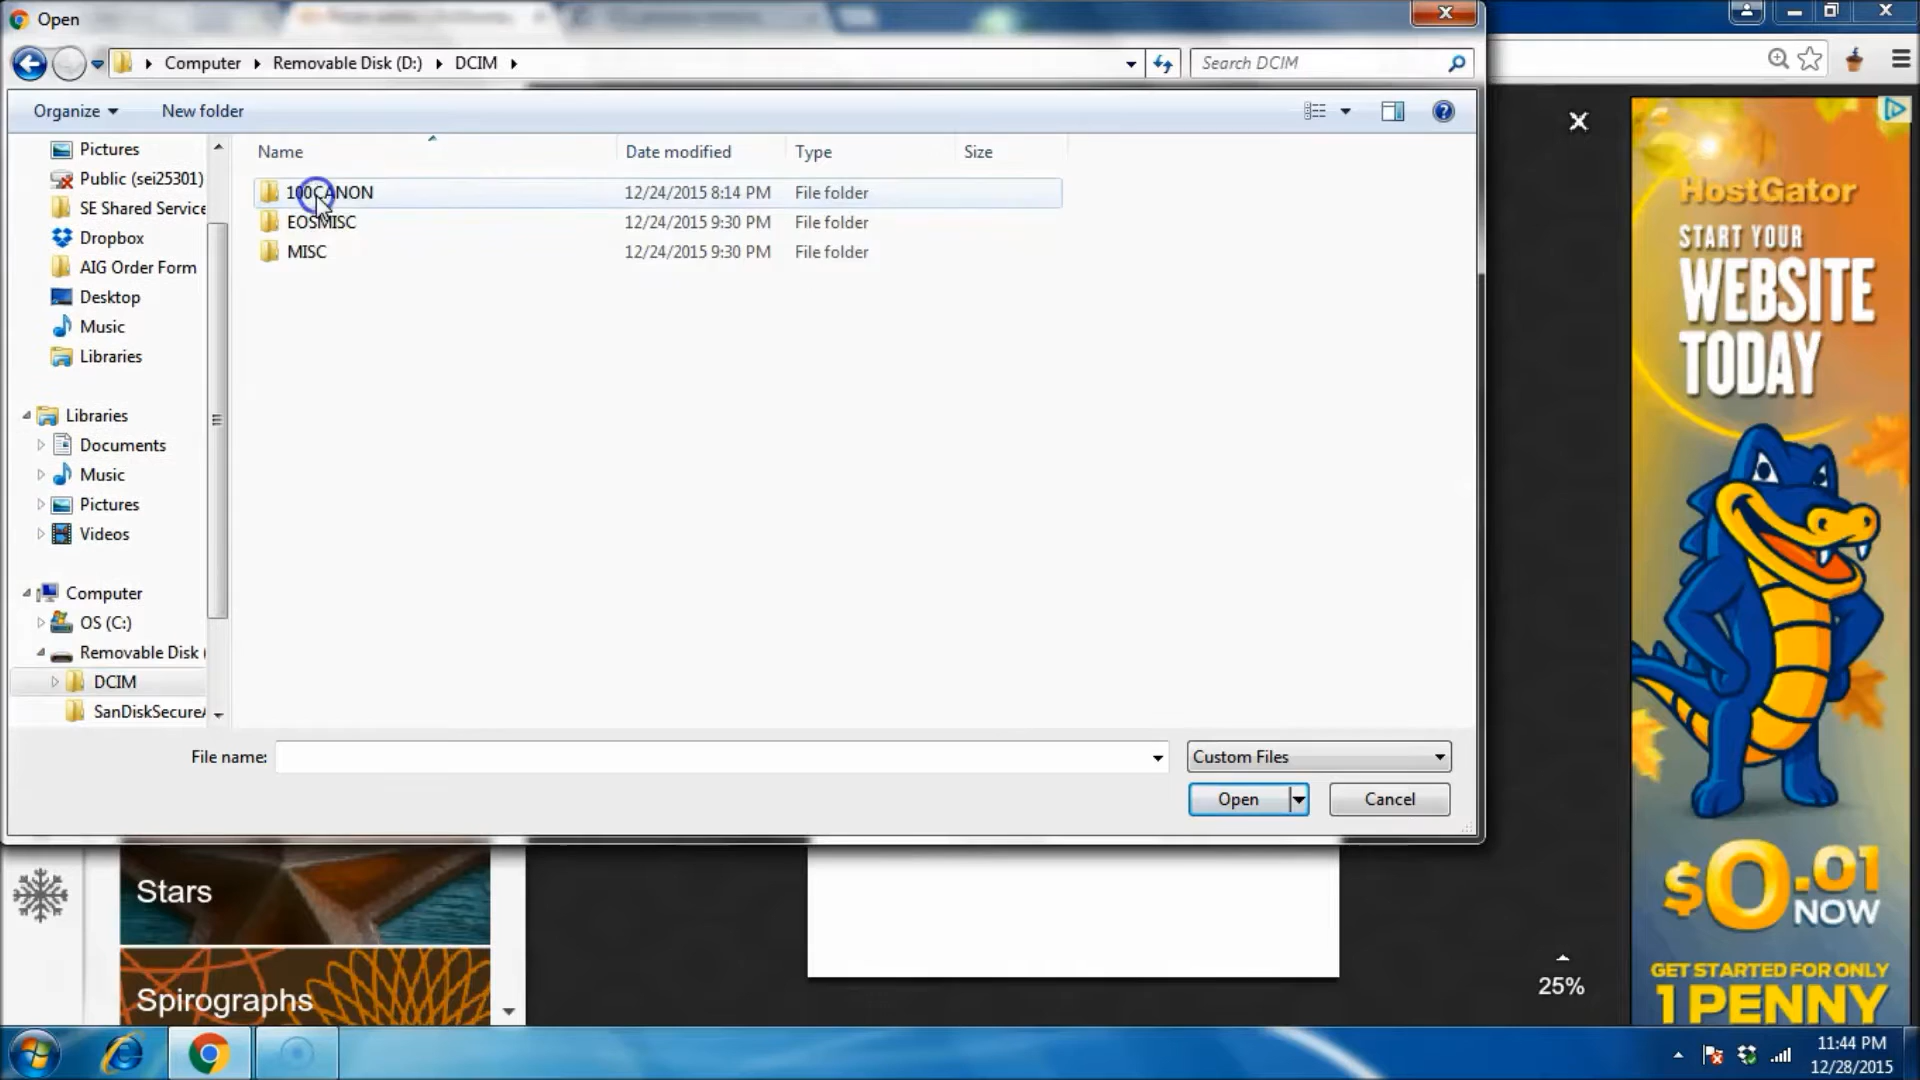 Open
Computer Removable Disk (D:) DCIM
Search DCIM
Organize New folder
Name Date modified Type Size
100CANON 12/24/2015 8:14 PM File folder
EOSMISC 12/24/2015 9:30 PM File folder
MISC 12/24/2015 9:30 PM File folder
Pictures
Public (sei25301)
SE Shared Service
Dropbox
AIG Order Form
Desktop
Music
Libraries
Libraries
Documents
Music
Pictures
Videos
Computer
OS (C:)
Removable Disk (
DCIM
SanDiskSecureA
File name:
Custom Files
Open Cancel
Stars
Spirographs
25%
HostGator
START YOUR
WEBSITE
TODAY
$0.01
NOW
GET STARTED FOR ONLY
1 PENNY
11:44 PM
12/28/2015